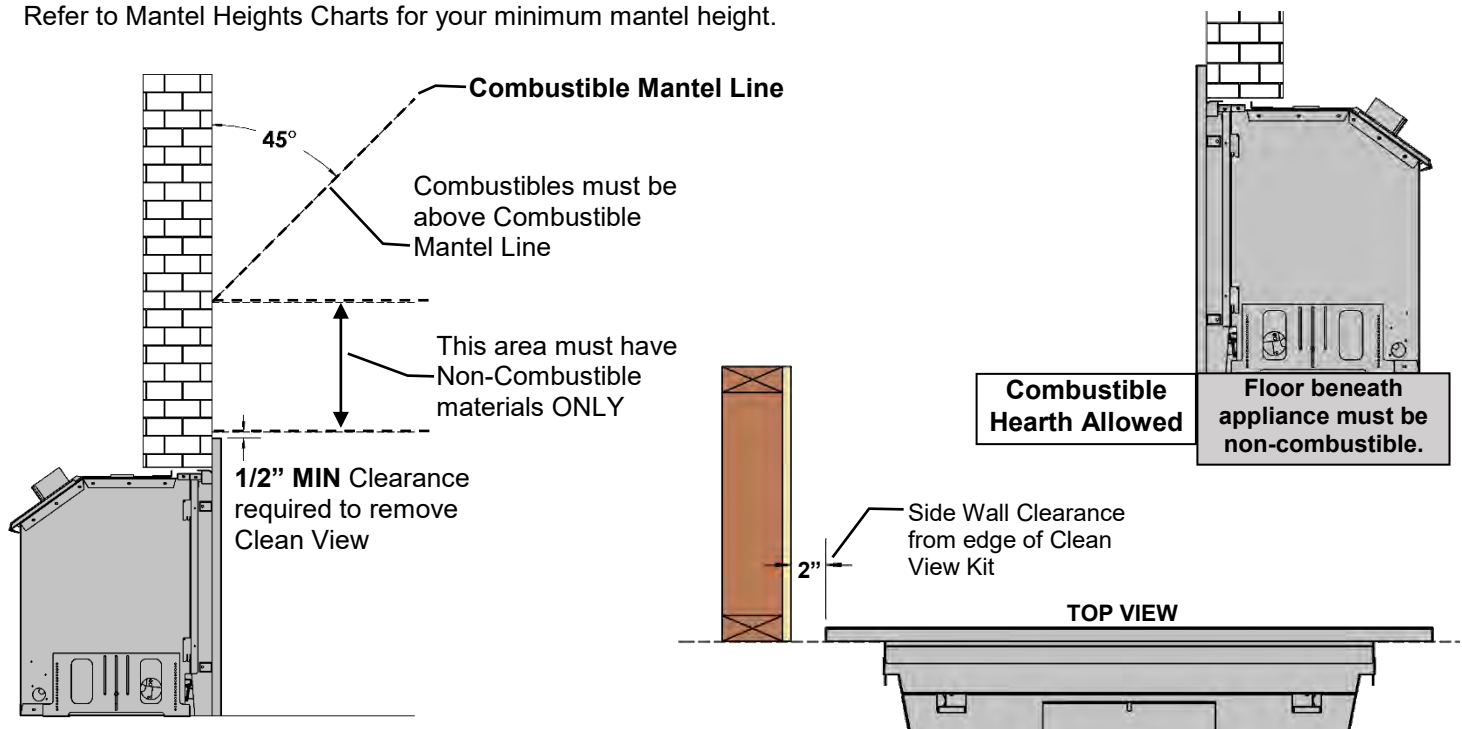 Refer to Mantel Heights Charts for your minimum mantel height.
Combustible Mantel Line
45°
Combustibles must be
above Combustible
Mantel Line
This area must have
Non-Combustible
materials ONLY
1/2” MIN Clearance
required to remove
Clean View
Combustible
Hearth Allowed
Floor beneath
appliance must be
non-combustible.
Side Wall Clearance
from edge of Clean
View Kit
2”
TOP VIEW